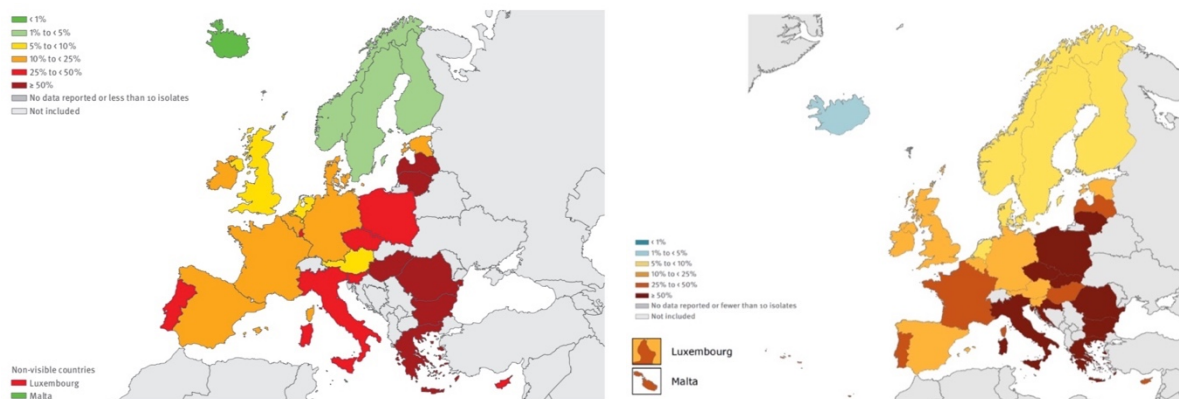 < 1%
1% to < 5%
5% to < 10%
10% to < 25%
25% to < 50%
≥ 50%
No data reported or less than 10 isolates
Not included
Non-visible countries
Luxembourg
Malta
< 1%
1% to < 5%
5% to < 10%
10% to < 25%
25% to < 50%
≥ 50%
No data reported or fewer than 10 isolates
Not included
Luxembourg
Malta